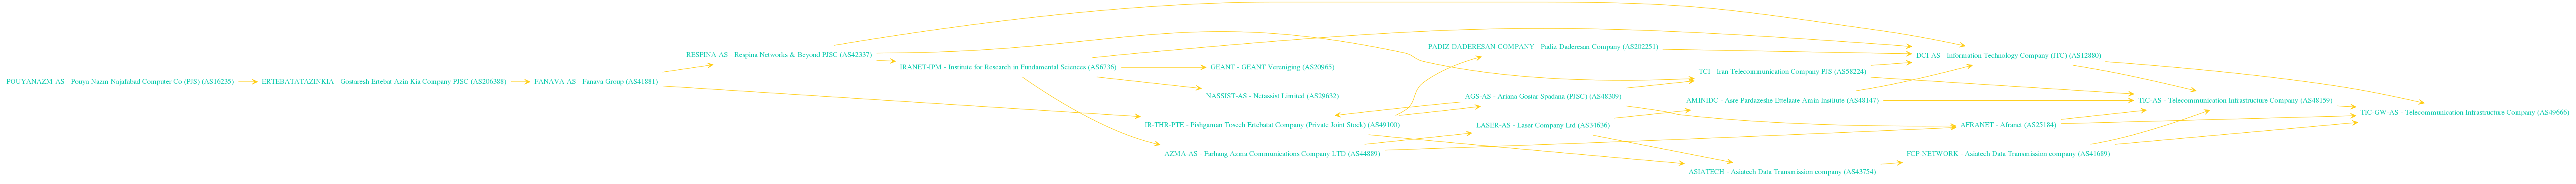 POUYANAZM-AS - Pouya Nazm Najafabad Computer Co (PJS) (AS16235)
ERTEBATATAZINKIA - Gostaresh Ertebat Azin Kia Company PJSC (AS206388)
FANAVA-AS - Fanava Group (AS41881)
RESPINA-AS - Respina Networks & Beyond PJSC (AS42337)
IRANET-IPM - Institute for Research in Fundamental Sciences (AS6736)
GEANT - GEANT Vereniging (AS20965)
NASSIST-AS - Netassist Limited (AS29632)
IR-THR-PTE - Pishgaman Toseeh Ertebatat Company (Private Joint Stock) (AS49100)
AZMA-AS - Farhang Azma Communications Company LTD (AS44889)
PADIZ-DADERESAN-COMPANY - Padiz-Daderesan-Company (AS202251)
AGS-AS - Ariana Gostar Spadana (PJSC) (AS48309)
LASER-AS - Laser Company Ltd (AS34636)
TCI - Iran Telecommunication Company PJS (AS58224)
AMINIDC - Asre Pardazeshe Ettelaate Amin Institute (AS48147)
ASIATECH - Asiatech Data Transmission company (AS43754)
DCI-AS - Information Technology Company (ITC) (AS12880)
AFRANET - Afranet (AS25184)
FCP-NETWORK - Asiatech Data Transmission company (AS41689)
TIC-AS - Telecommunication Infrastructure Company (AS48159)
TIC-GW-AS - Telecommunication Infrastructure Company (AS49666)